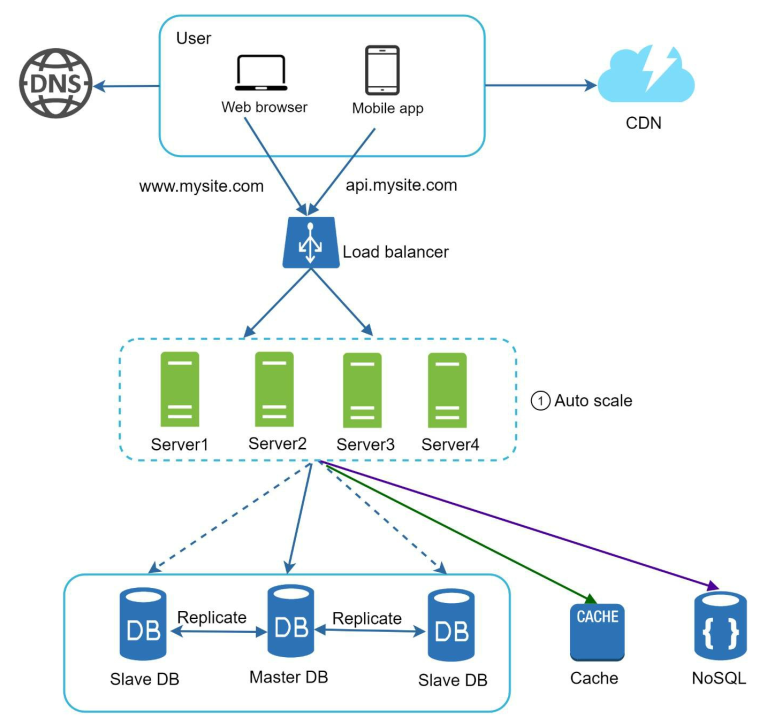 User
DNS
Web browser
Mobile app
CDN
www.mysite.com
api.mysite.com
Load balancer
1 Auto scale
Server1
Server2
Server3
Server4
Replicate
Replicate
DB
DB
DB
CACHE
{ }
Slave DB
Master DB
Slave DB
Cache
NoSQL